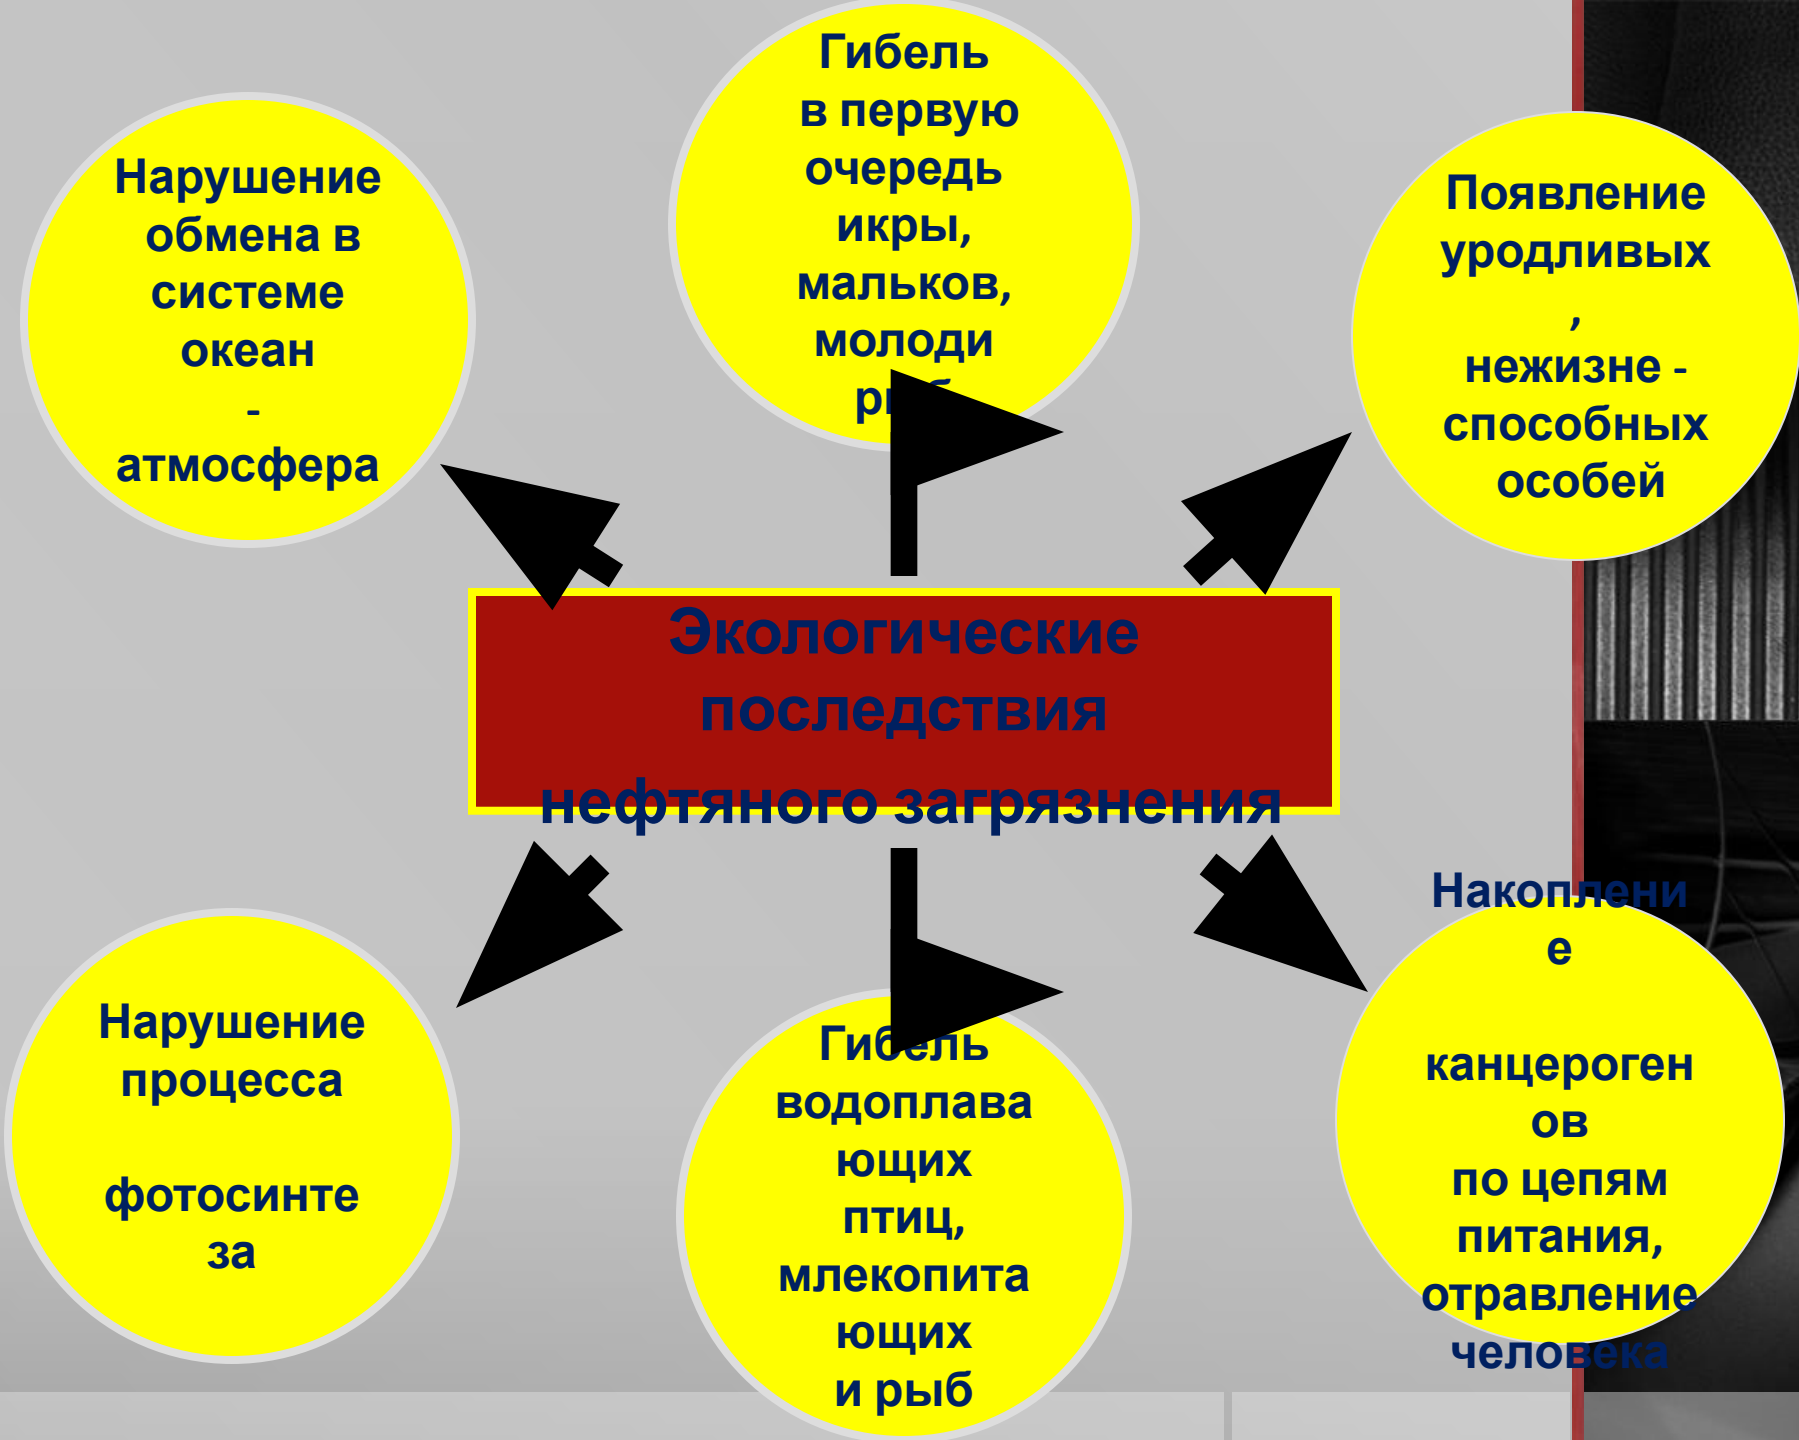 Гибель
в первую
очередь
икры,
мальков,
молоди
Нарушение
обмена в
системе
океан
-
атмосфера
Появление
уродливых
,
нежизне -
способных
особей
Экологические
последствия
нефтяного загрязнения
Нарушение
процесса
фотосинте
за
Гибель
водоплава
ющих
птиц,
млекопита
ющих
и рыб
Накоплени
е
канцероген
ов
по цепям
питания,
отравление
человека